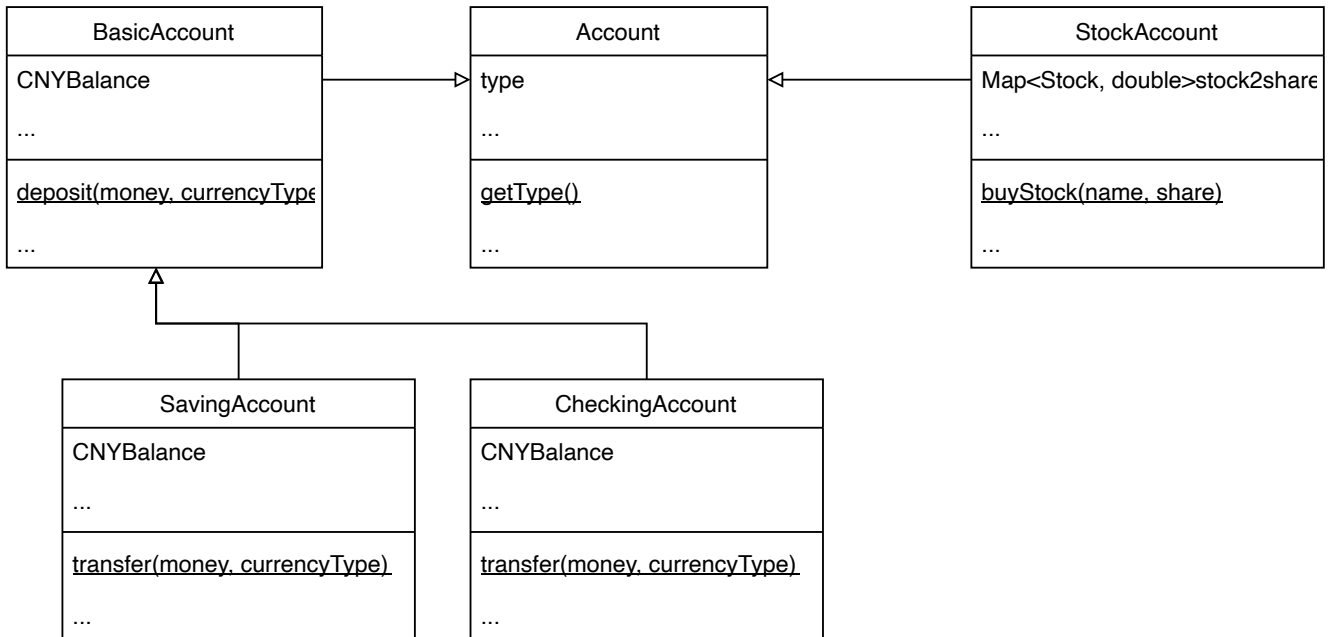 BasicAccount
CNYBalance
...
deposit(money, currencyType
...
Account
type
...
getType()
...
StockAccount
Map<Stock, double>stock2share
...
buyStock(name, share)
...
SavingAccount
CNYBalance
...
transfer(money, currencyType)
...
CheckingAccount
CNYBalance
...
transfer(money, currencyType)
...